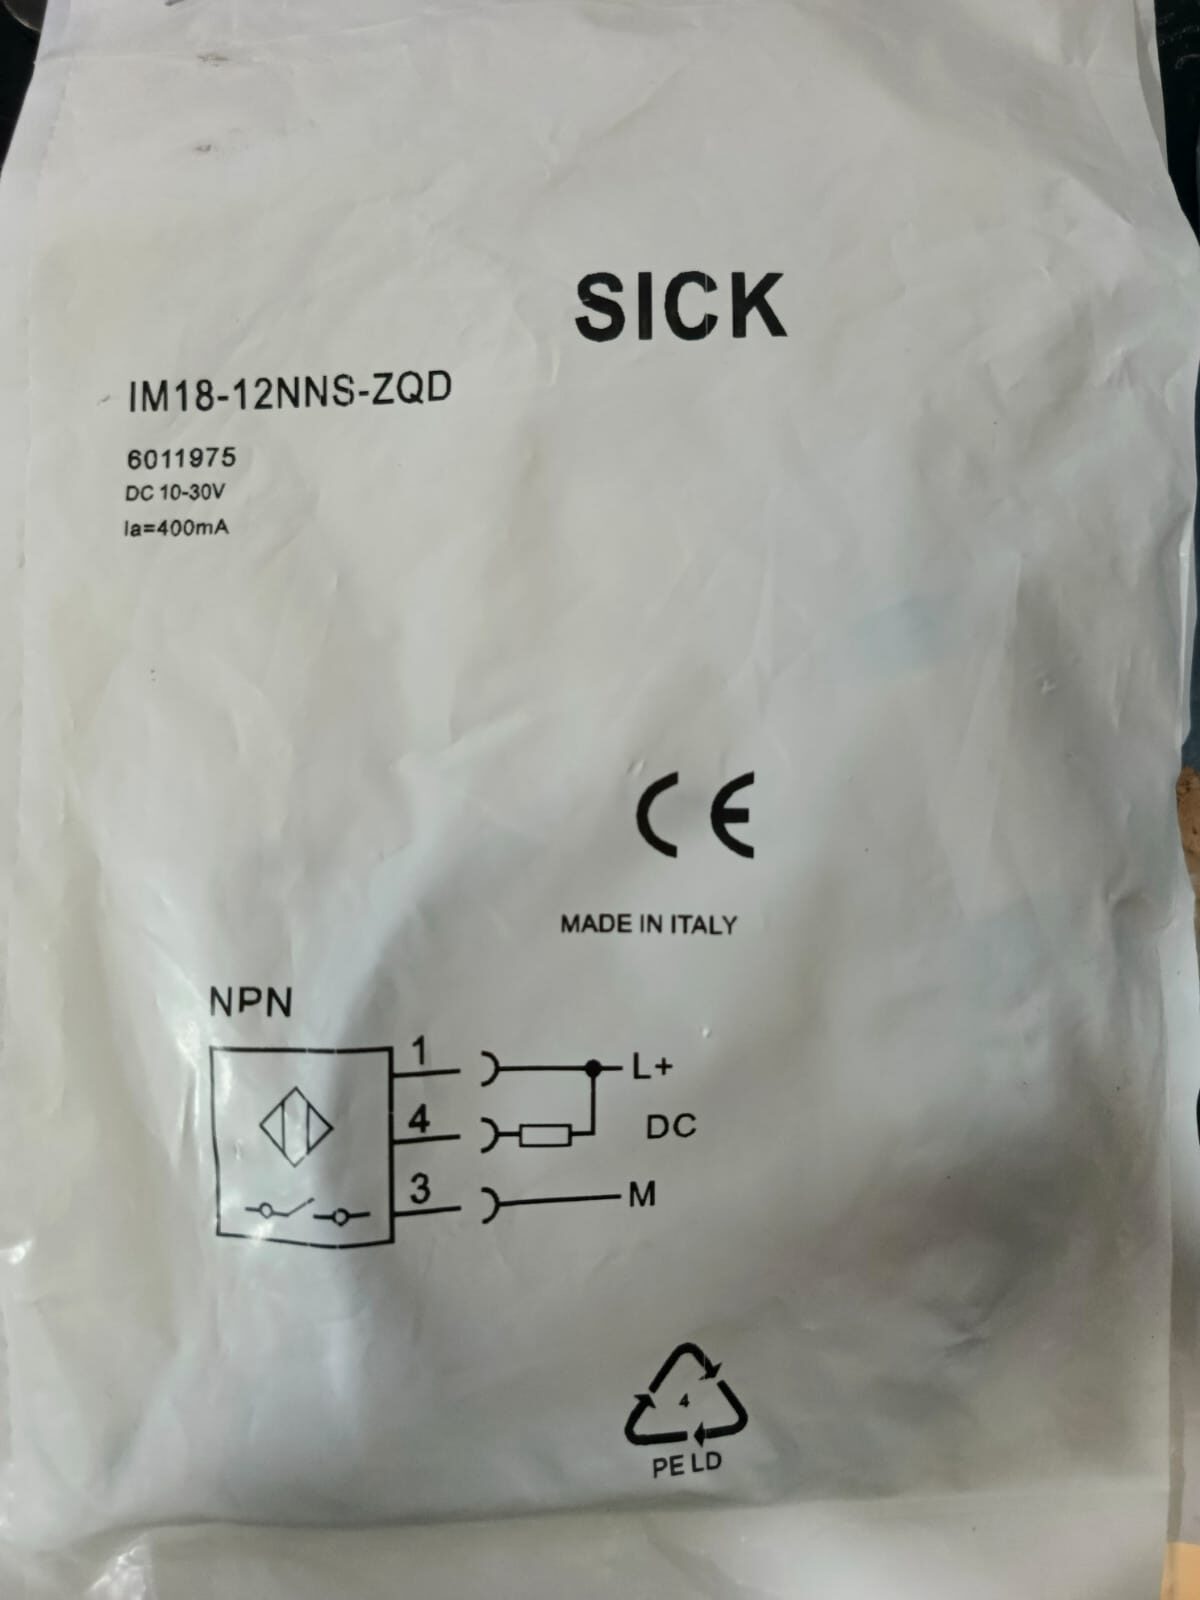 SICK
IM18-12NNS-ZQD
6011975
DC 10-30V
Ia=400mA
CE
MADE IN ITALY
NPN
1
L+
4
DC
3
M
4
PE LD